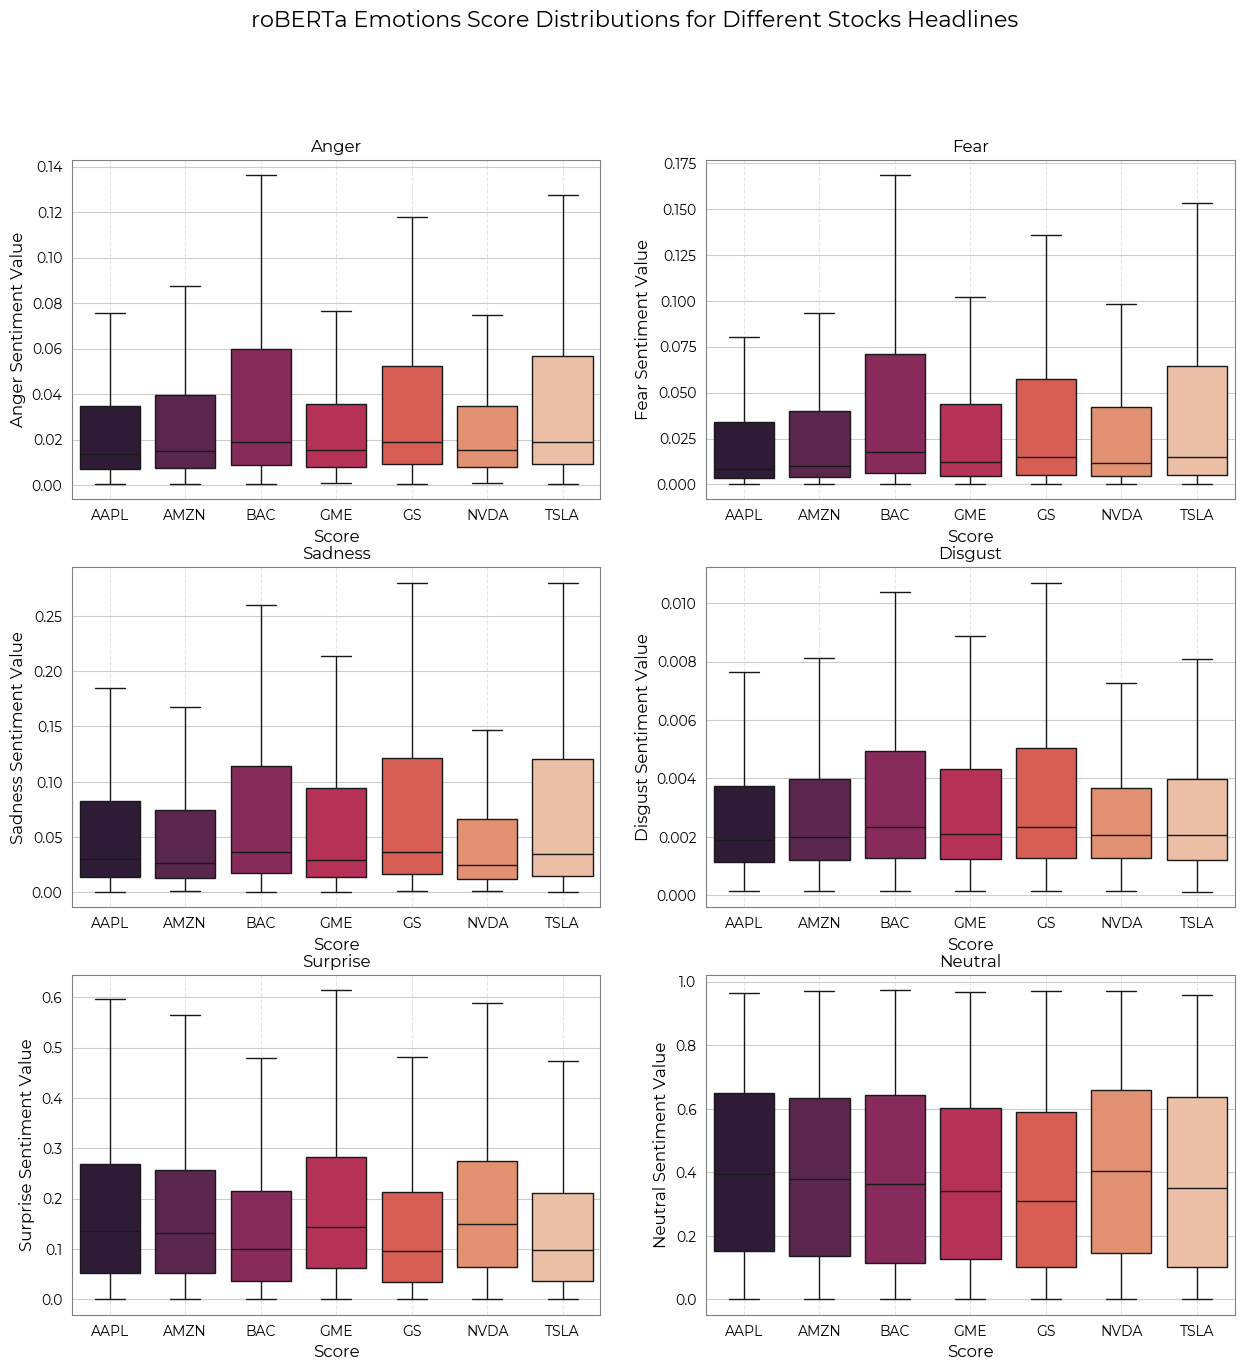 roBERTa Emotions Score Distributions for Different Stocks Headlines
Anger
Anger Sentiment Value
0.14
0.12
0.10
0.08
0.06
0.04
0.02
0.00
AAPL AMZN BAC GME GS NVDA TSLA
Score
Fear
Fear Sentiment Value
0.175
0.150
0.125
0.100
0.075
0.050
0.025
0.000
AAPL AMZN BAC GME GS NVDA TSLA
Score
Sadness
Sadness Sentiment Value
0.25
0.20
0.15
0.10
0.05
0.00
AAPL AMZN BAC GME GS NVDA TSLA
Score
Disgust
Disgust Sentiment Value
0.010
0.008
0.006
0.004
0.002
0.000
AAPL AMZN BAC GME GS NVDA TSLA
Score
Surprise
Surprise Sentiment Value
0.6
0.5
0.4
0.3
0.2
0.1
0.0
AAPL AMZN BAC GME GS NVDA TSLA
Score
Neutral
Neutral Sentiment Value
1.0
0.8
0.6
0.4
0.2
0.0
AAPL AMZN BAC GME GS NVDA TSLA
Score